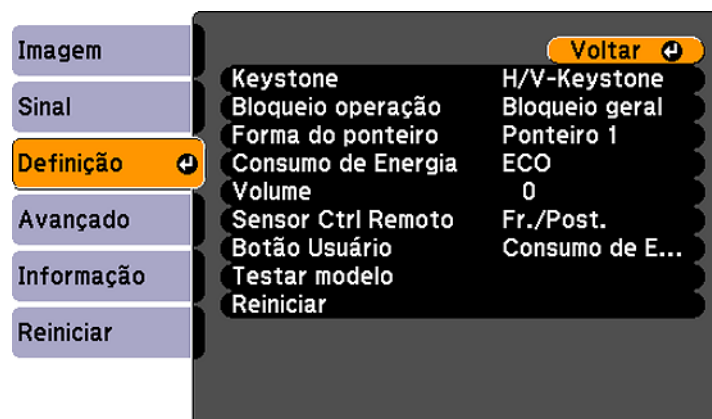 Imagem
Sinal
Definição
Avançado
Informação
Reiniciar
Voltar
Keystone H/V-Keystone
Bloqueio operação Bloqueio geral
Forma do ponteiro Ponteiro 1
Consumo de Energia ECO
Volume 0
Sensor Ctrl Remoto Fr./Post.
Botão Usuário Consumo de E...
Testar modelo
Reiniciar